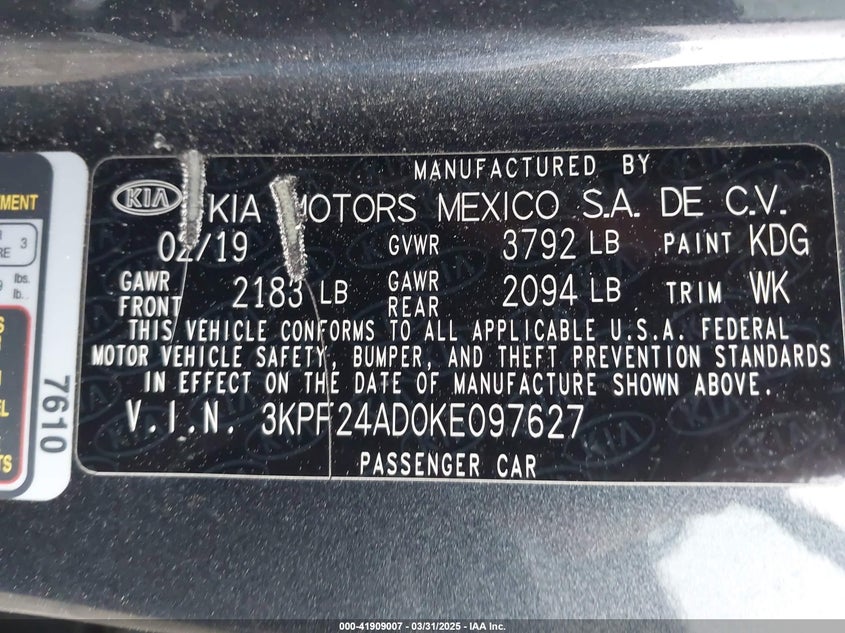 MANUFACTURED BY
KIA KIA MOTORS MEXICO S.A. DE C.V.
02/19 GVWR 3792 LB PAINT KDG
GAWR FRONT 2183 LB GAWR REAR 2094 LB TRIM WK
THIS VEHICLE CONFORMS TO ALL APPLICABLE U.S.A. FEDERAL
MOTOR VEHICLE SAFETY, BUMPER, AND THEFT PREVENTION STANDARDS
IN EFFECT ON THE DATE OF MANUFACTURE SHOWN ABOVE.
V.I.N. 3KPF24AD0KE097627
PASSENGER CAR
3
lbs.
7610
000-41909007 - 03/31/2025 - IAA Inc.